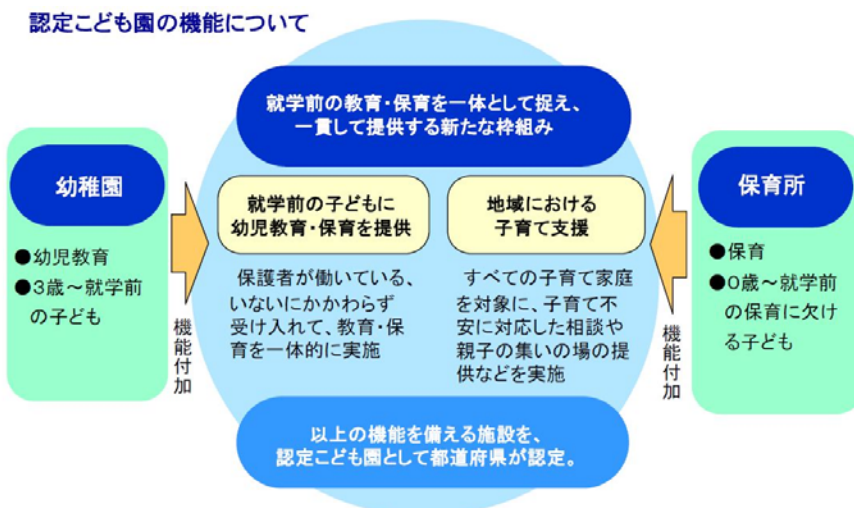 認定こども園の機能について
就学前の教育・保育を一体として捉え、
一貫して提供する新たな枠組み
幼稚園
●幼児教育
●3歳～就学前
の子ども
機能付加
就学前の子どもに
幼児教育・保育を提供
保護者が働いている、
いないにかかわらず
受け入れて、教育・保
育を一体的に実施
地域における
子育て支援
すべての子育て家庭
を対象に、子育て不
安に対応した相談や
親子の集いの場の提
供などを実施
機能付加
保育所
●保育
●0歳～就学前
の保育に欠け
る子ども
以上の機能を備える施設を、
認定こども園として都道府県が認定。